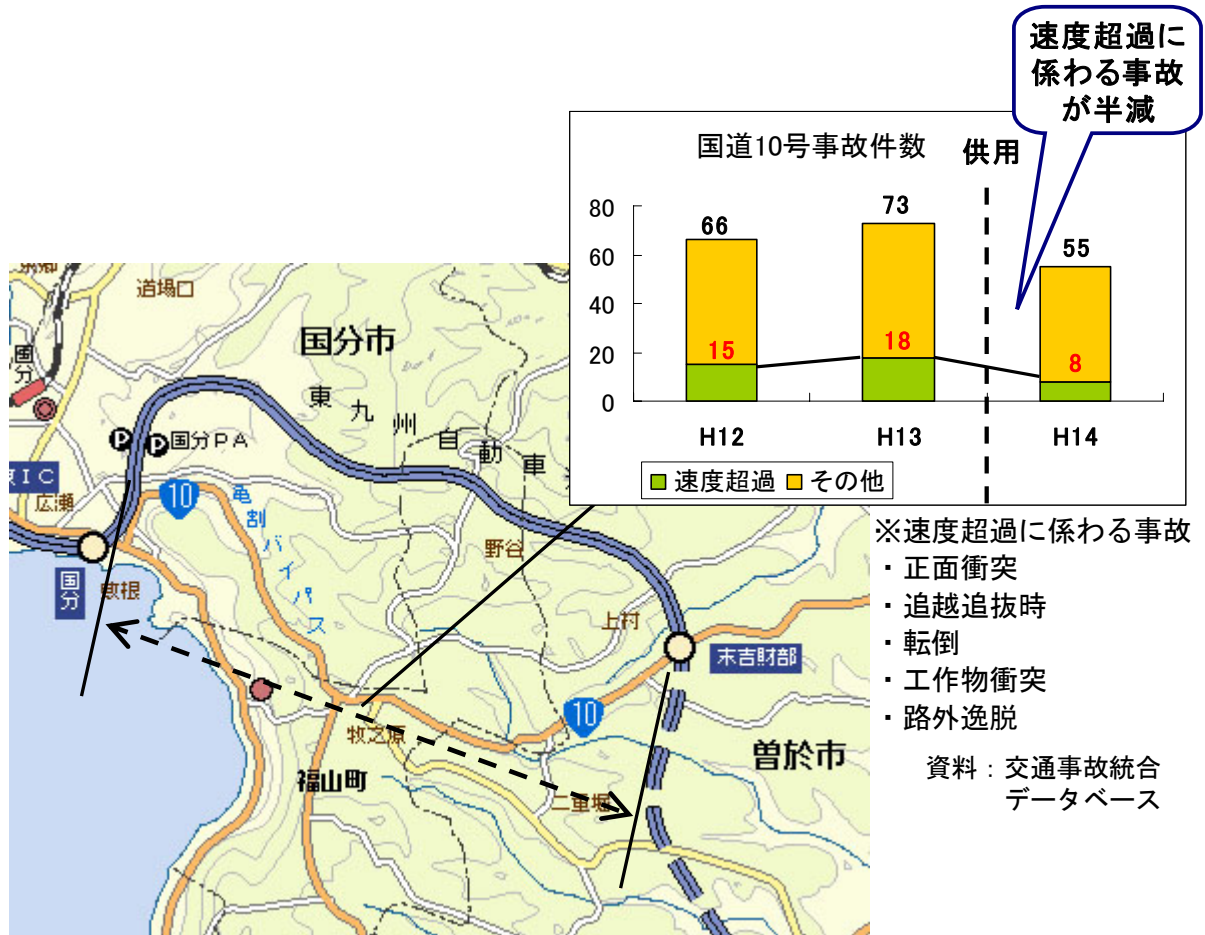 速度超過に
係わる事故
が半減
国道10号事故件数
供用
80
60
40
20
0
66
73
55
15
18
8
H12
H13
H14
速度超過
その他
※速度超過に係わる事故
・正面衝突
・追越追抜時
・転倒
・工作物衝突
・路外逸脱
資料：交通事故統合
データベース
道場口
国分市
国分
東九州自動車
P
P
国分PA
IC
広瀬
10
亀割バイパス
野谷
国分
敷根
上村
末吉財部
10
牧之原
曽於市
福山町
二重堀